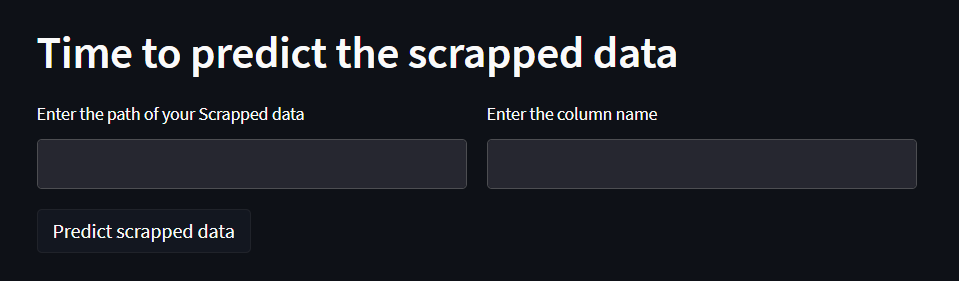 Time to predict the scrapped data
Enter the path of your Scrapped data
Enter the column name
Predict scrapped data